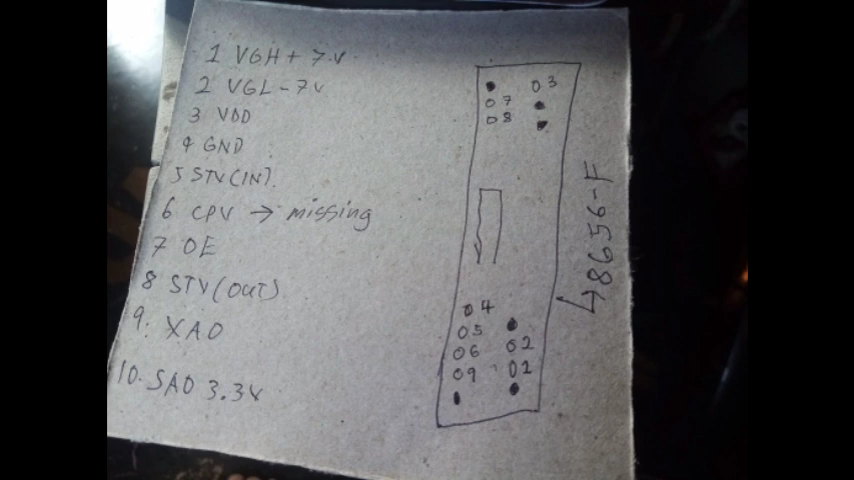 1 VGH + 7.V
2 VGL - 7V
3 VDD
4 GND
5 STV(IN).
6 CPV → missing
7 OE
8 STV(OUT)
9. XAO
10. SAO 3.3V
03
07
08
48656-F
04
05
06 02
09 01